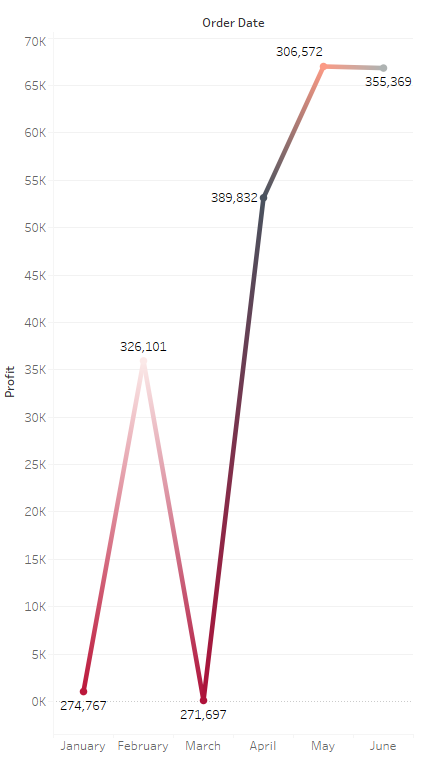 Order Date
70K
65K
60K
55K
50K
45K
40K
35K
30K
25K
20K
15K
10K
5K
0K
Profit
306,572
355,369
389,832
326,101
274,767
271,697
January February March April May June